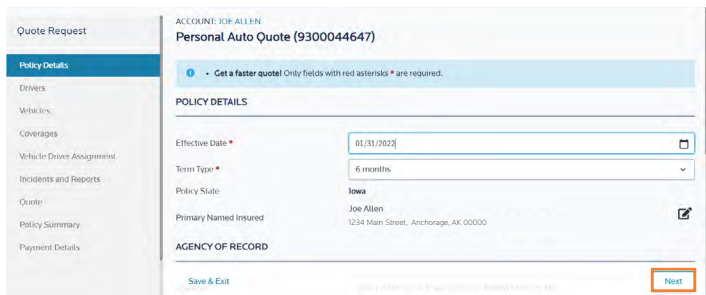 Quote Request
Policy Details
Drivers
Vehicles
Coverages
Vehicle Driver Assignment
Incidents and Reports
Quote
Policy Summary
Payment Details
ACCOUNT: JOE ALLEN
Personal Auto Quote (9300044647)
• Get a faster quote! Only fields with red asterisks * are required.
POLICY DETAILS
Effective Date *
01/31/2022
Term Type *
6 months
Policy State
Iowa
Primary Named Insured
Joe Allen
1234 Main Street, Anchorage, AK 00000
AGENCY OF RECORD
Save & Exit
Next